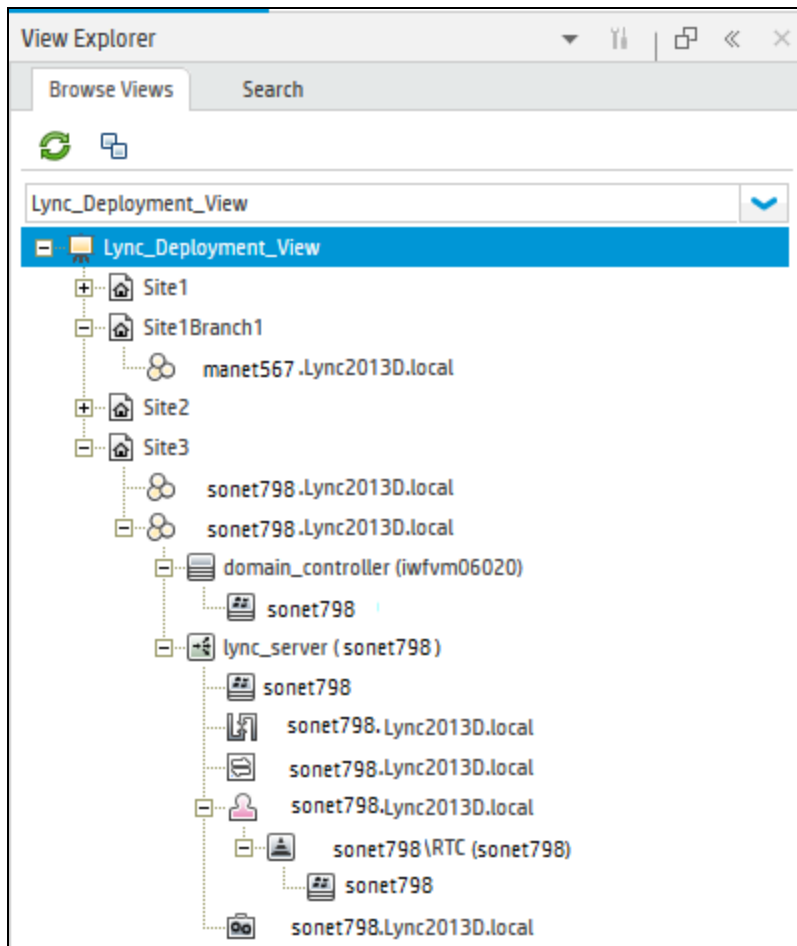 View Explorer
Browse Views Search
Lync_Deployment_View
Lync_Deployment_View
Site1
Site1Branch1
manet567.Lync2013D.local
Site2
Site3
sonet798.Lync2013D.local
sonet798.Lync2013D.local
domain_controller (iwfvm06020)
sonet798
lync_server (sonet798)
sonet798
sonet798.Lync2013D.local
sonet798.Lync2013D.local
sonet798.Lync2013D.local
sonet798\RTC (sonet798)
sonet798
sonet798.Lync2013D.local